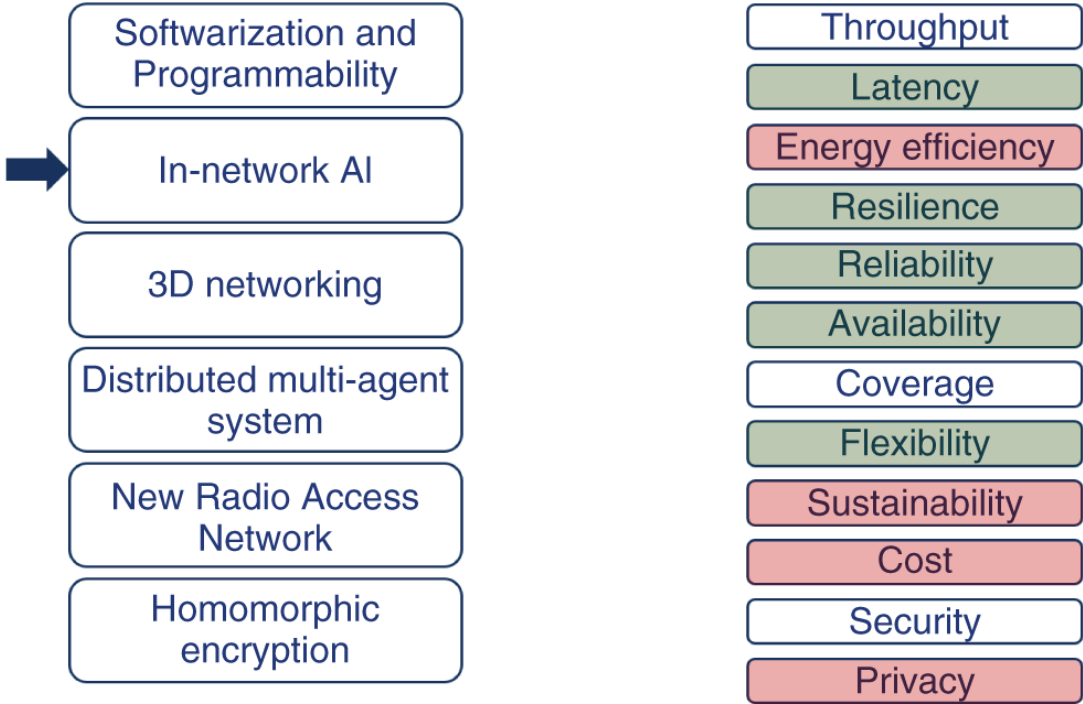 Softwarization and
Programmability
In-network AI
3D networking
Distributed multi-agent
system
New Radio Access
Network
Homomorphic
encryption
Throughput
Latency
Energy efficiency
Resilience
Reliability
Availability
Coverage
Flexibility
Sustainability
Cost
Security
Privacy